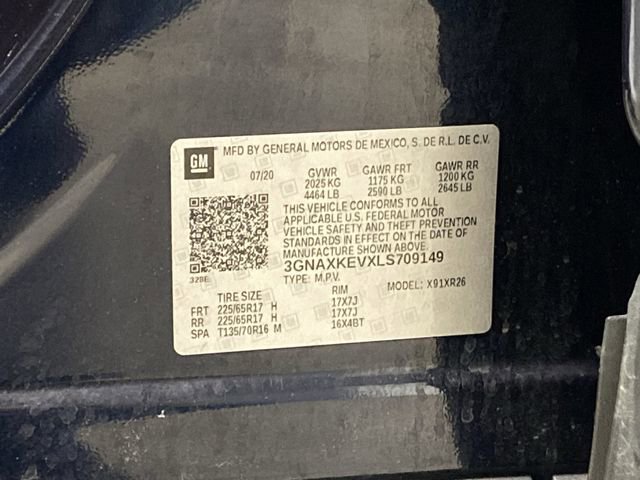 GM
MFD BY GENERAL MOTORS DE MEXICO, S. DE R.L. DE C.V.
07/20 GVWR GAWR FRT GAWR RR
2025 KG 1175 KG 1200 KG
4464 LB 2590 LB 2645 LB
THIS VEHICLE CONFORMS TO ALL
APPLICABLE U.S. FEDERAL MOTOR
VEHICLE SAFETY AND THEFT PREVENTION
STANDARDS IN EFFECT ON THE DATE OF
MANUFACTURE SHOWN ABOVE.
3GNAXKEVXLS709149
TYPE: M.P.V. MODEL: X91XR26
TIRE SIZE RIM
FRT 225/65R17 H 17X7J
RR 225/65R17 H 17X7J
SPA T135/70R16 M 16X4BT